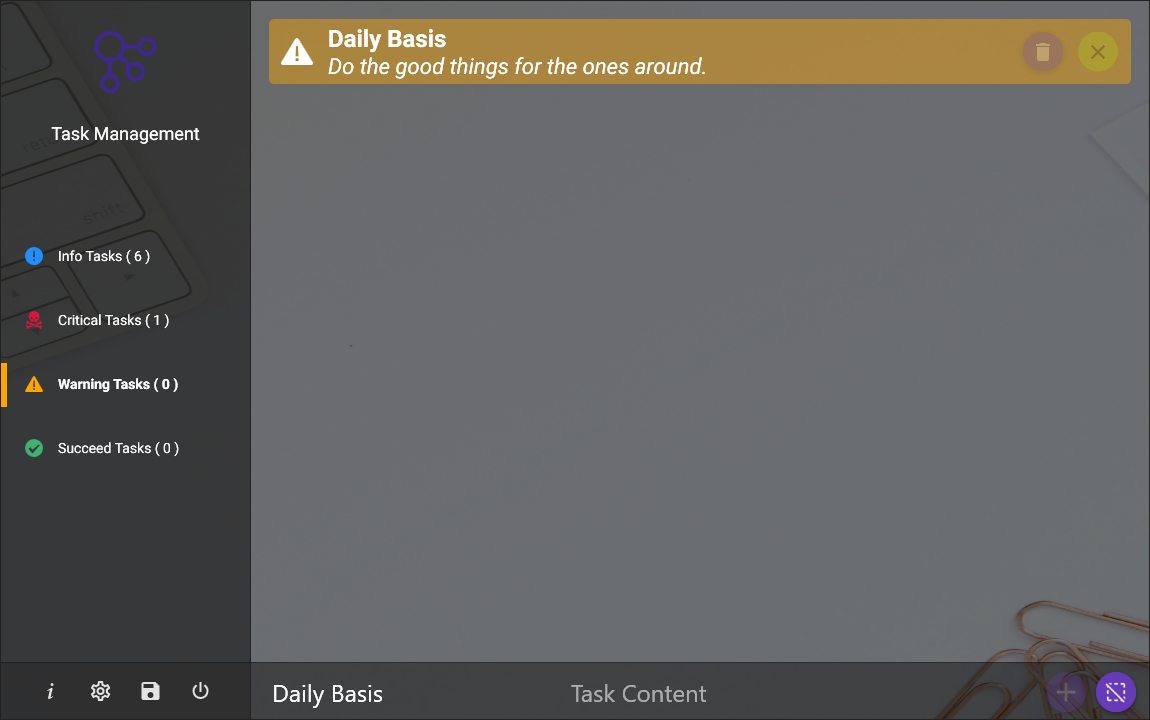 Task Management
Info Tasks ( 6 )
Critical Tasks ( 1 )
Warning Tasks ( 0 )
Succeed Tasks ( 0 )
Daily Basis
Do the good things for the ones around.
Daily Basis
Task Content
shift